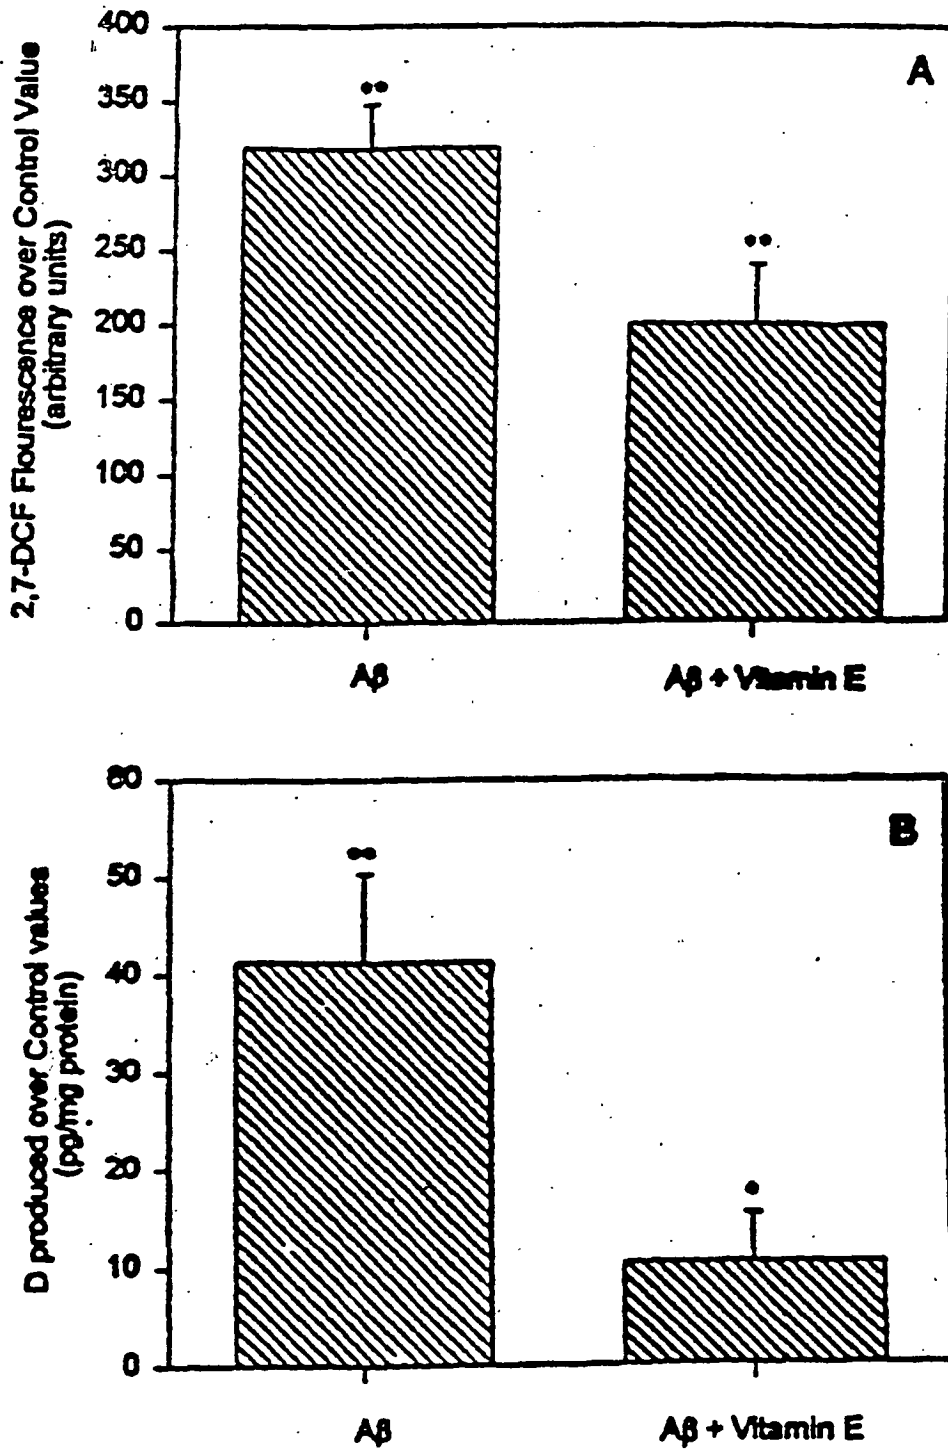 A
2,7-DCF Flourescence over Control Value
(arbitrary units)
400
350
300
250
200
150
100
50
0
**
**
Aβ
Aβ + Vitamin E
B
D produced over Control values
(pg/mg protein)
60
50
40
30
20
10
0
**
*
Aβ
Aβ + Vitamin E